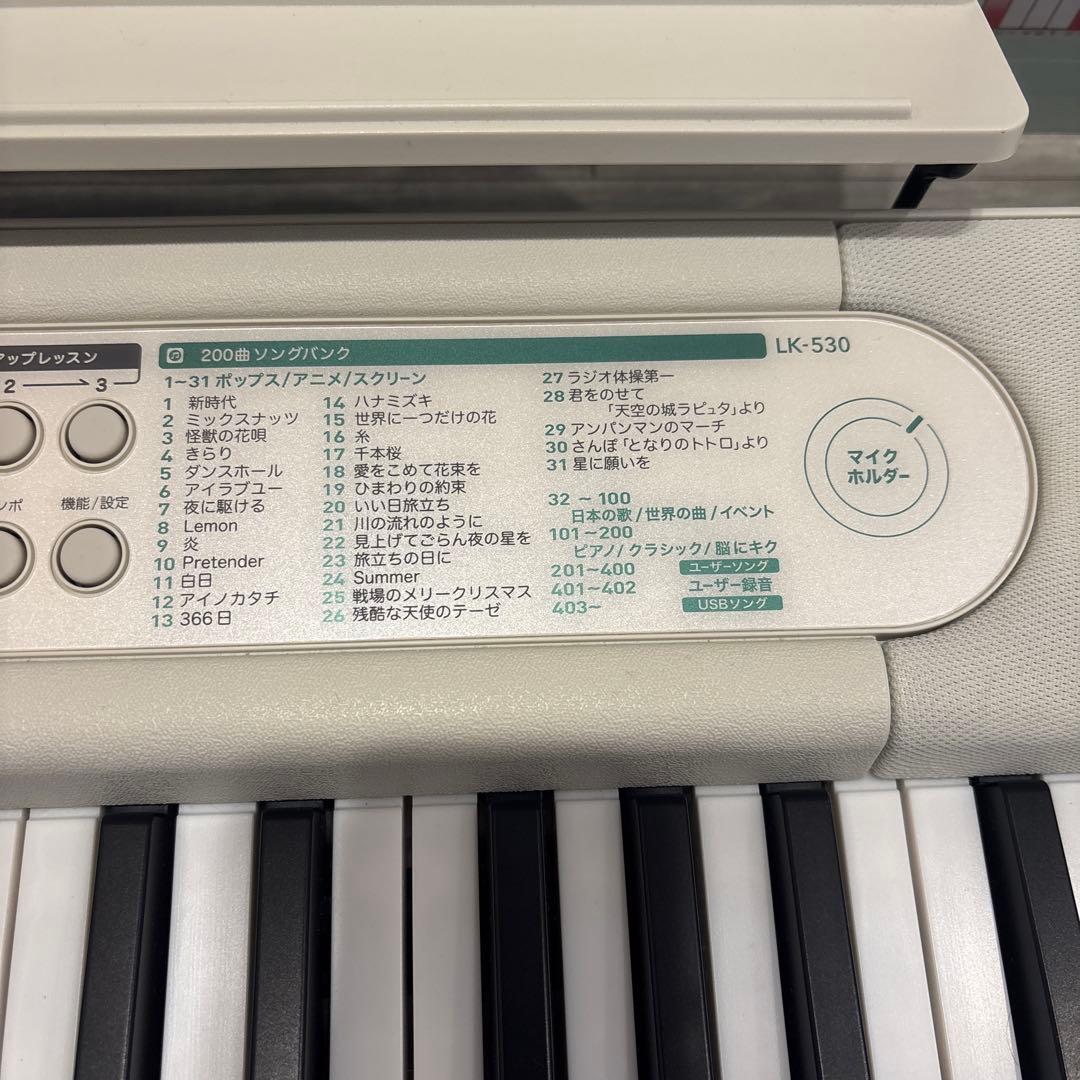 アップレッスン
2 3
ンポ
機能/設定
200曲 ソングバンク
LK-530
1~31 ポップス/アニメ/スクリーン
1 新時代
2 ミックスナッツ
3 怪獣の花唄
4 きらり
5 ダンスホール
6 アイラブユー
7 夜に駆ける
8 Lemon
9 炎
10 Pretender
11 白日
12 アイノカタチ
13 366日
14 ハナミズキ
15 世界に一つだけの花
16 糸
17 千本桜
18 愛をこめて花束を
19 ひまわりの約束
20 いい日旅立ち
21 川の流れのように
22 見上げてごらん夜の星を
23 旅立ちの日に
24 Summer
25 戦場のメリークリスマス
26 残酷な天使のテーゼ
27 ラジオ体操第一
28 君をのせて
「天空の城ラピュタ」より
29 アンパンマンのマーチ
30 さんぽ「となりのトトロ」より
31 星に願いを
32 ~ 100
日本の歌/世界の曲/イベント
101~200
ピアノ/クラシック/脳にキク
201~400 ユーザーソング
401~402 ユーザー録音
403~ USBソング
マイク
ホルダー